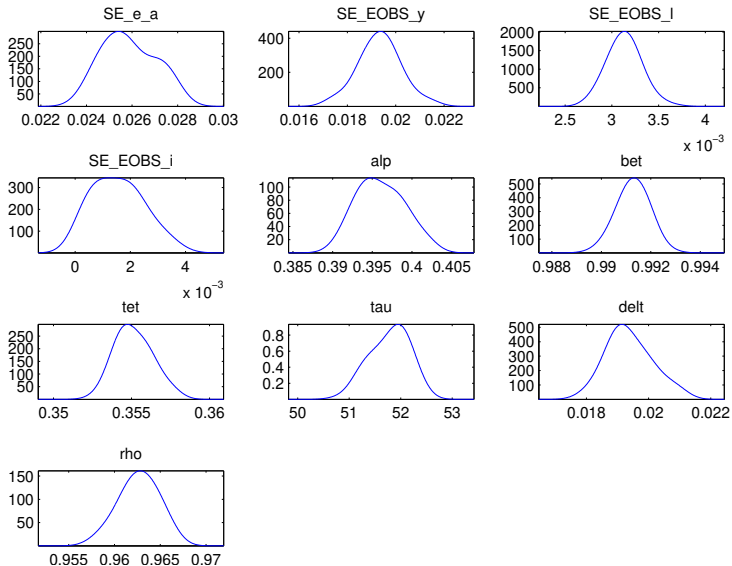 SE_e_a
SE_EOBS_y
SE_EOBS_l
300
250
200
150
100
50
400
200
2000
1500
1000
500
0.022 0.024 0.026 0.028 0.03
0.016 0.018 0.02 0.022
2.5 3 3.5 4
x 10⁻³
SE_EOBS_i
alp
bet
300
200
100
100
80
60
40
20
0
500
400
300
200
100
0
0 2 4
0.385 0.39 0.395 0.4 0.405
0.988 0.99 0.992 0.994
x 10⁻³
tet
tau
delt
250
200
150
100
50
0.8
0.6
0.4
0.2
500
400
300
200
100
0.35 0.355 0.36
50 51 52 53
0.018 0.02 0.022
rho
150
100
50
0.955 0.96 0.965 0.97